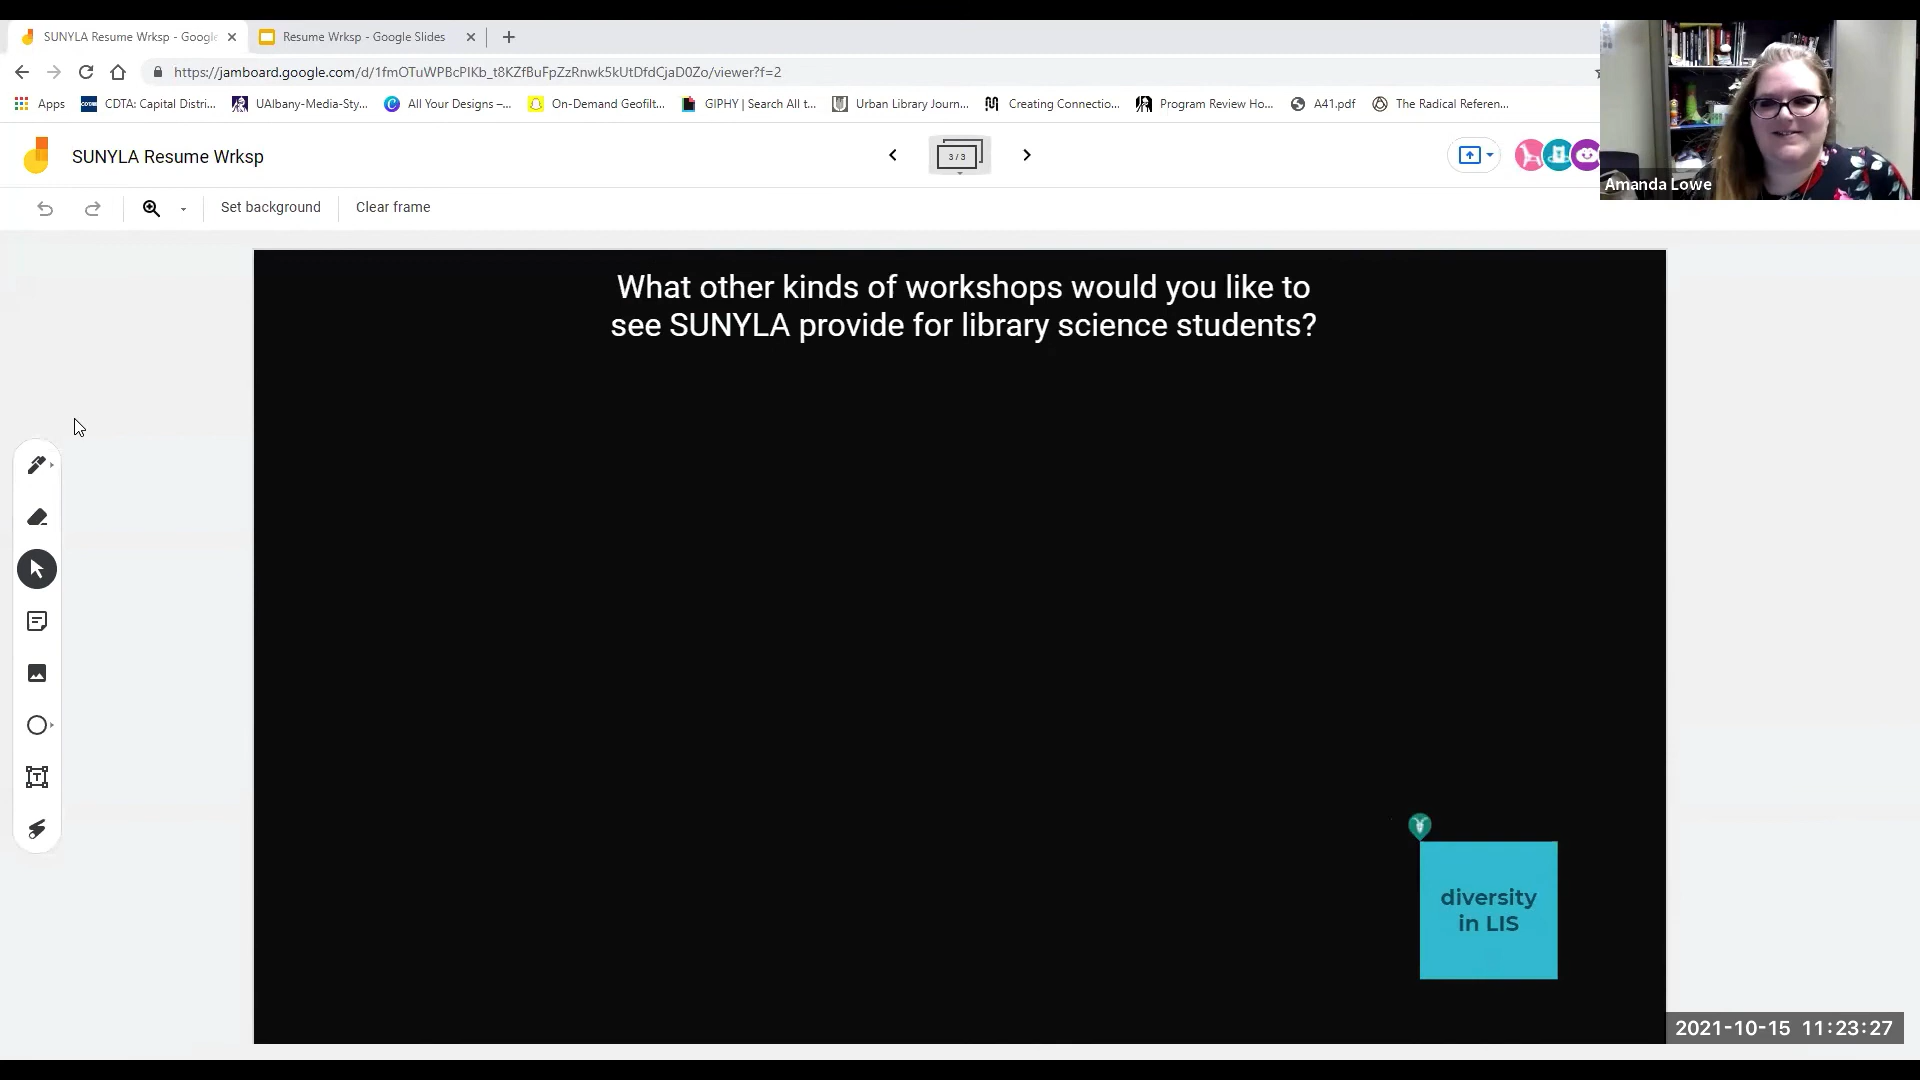 SUNYLA Resume Wrksp - Google
Resume Wrksp - Google Slides
https://jamboard.google.com/d/1fmOTuWPBcPIKb_t8KZfBuFpZzRnwk5kUtDfdCjaD0Zo/viewer?f=2
Apps
CDTA: Capital Distri...
UAlbany-Media-Sty...
All Your Designs –...
On-Demand Geofilt...
GIPHY | Search All t...
Urban Library Journ...
Creating Connectio...
Program Review Ho...
A41.pdf
The Radical Referen...
SUNYLA Resume Wrksp
3 / 3
Amanda Lowe
Set background
Clear frame
What other kinds of workshops would you like to
see SUNYLA provide for library science students?
diversity
in LIS
2021-10-15 11:23:27